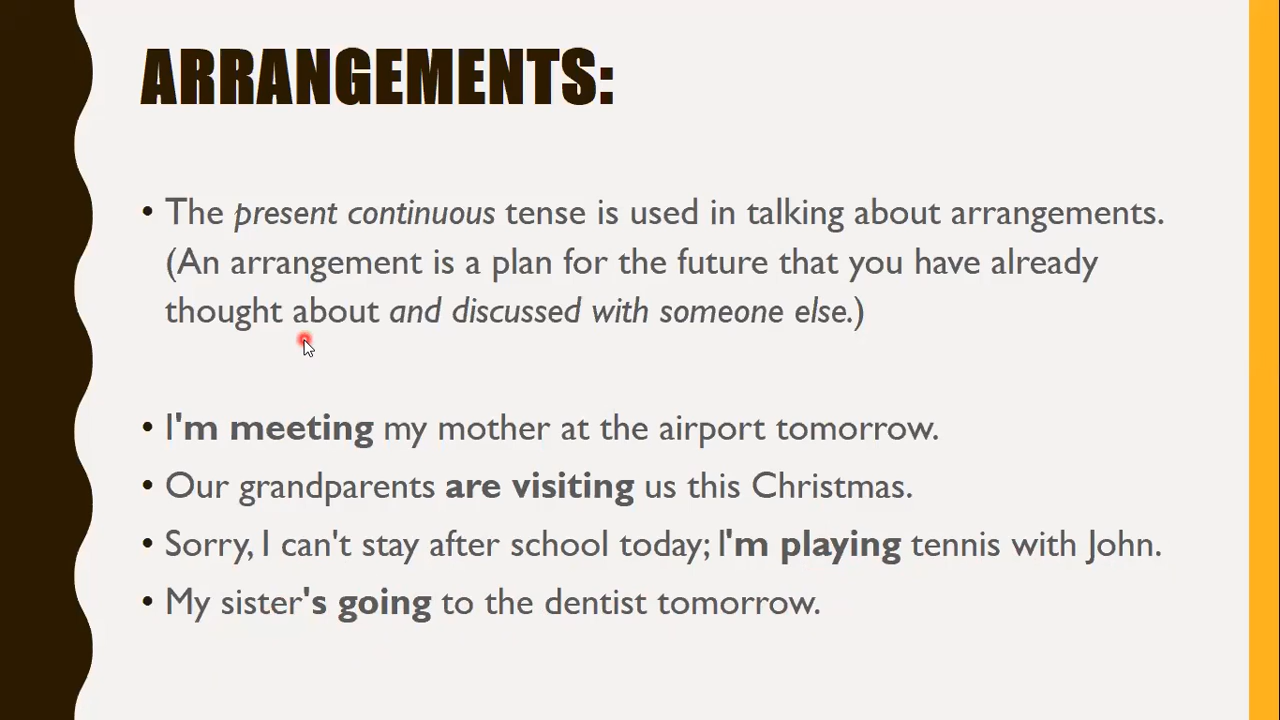 ARRANGEMENTS:
• The present continuous tense is used in talking about arrangements.
(An arrangement is a plan for the future that you have already
thought about and discussed with someone else.)
• I'm meeting my mother at the airport tomorrow.
• Our grandparents are visiting us this Christmas.
• Sorry, I can't stay after school today; I'm playing tennis with John.
• My sister's going to the dentist tomorrow.